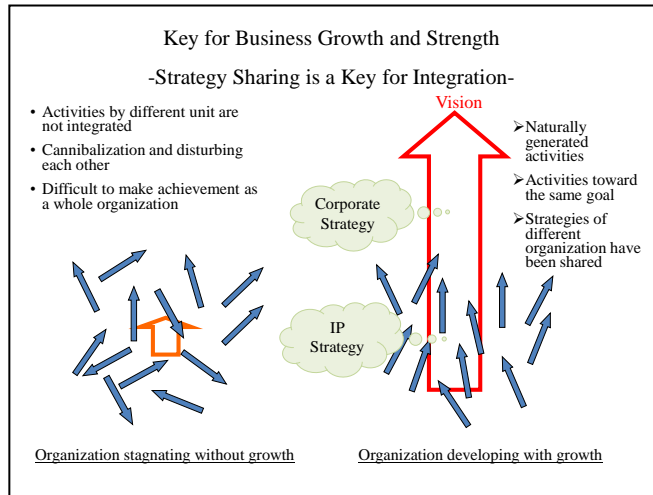 Key for Business Growth and Strength
-Strategy Sharing is a Key for Integration-
• Activities by different unit are
not integrated
• Cannibalization and disturbing
each other
• Difficult to make achievement as
a whole organization
Vision
➢Naturally
generated
activities
➢Activities toward
the same goal
➢Strategies of
different
organization have
been shared
Corporate
Strategy
IP
Strategy
Organization stagnating without growth
Organization developing with growth